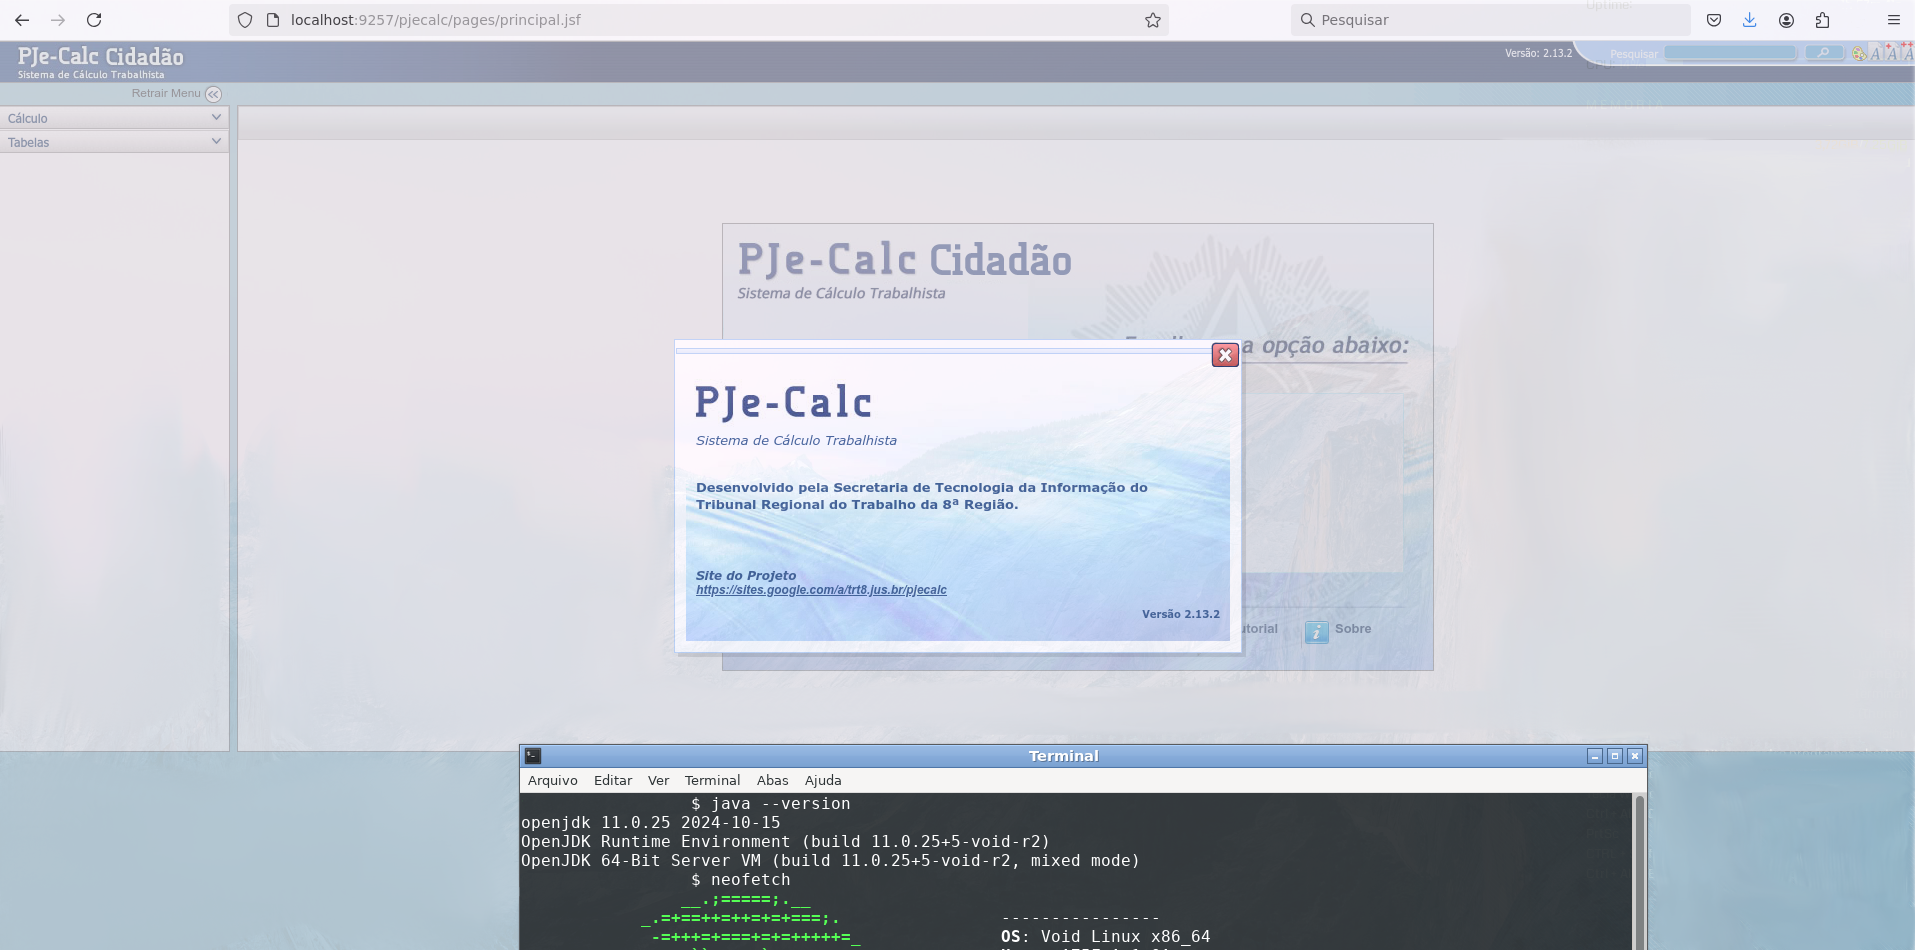 localhost:9257/pjecalc/pages/principal.jsf
Pesquisar
PJe-Calc Cidadão
Sistema de Cálculo Trabalhista
Versão: 2.13.2
Pesquisar
A A A
Retrair Menu
Cálculo
Tabelas
PJe-Calc Cidadão
Sistema de Cálculo Trabalhista
a opção abaixo:
PJe-Calc
Sistema de Cálculo Trabalhista
Desenvolvido pela Secretaria de Tecnologia da Informação do
Tribunal Regional do Trabalho da 8ª Região.
Site do Projeto
https://sites.google.com/a/trt8.jus.br/pjecalc
Versão 2.13.2
utorial
Sobre
Terminal
Arquivo Editar Ver Terminal Abas Ajuda
$ java --version
openjdk 11.0.25 2024-10-15
OpenJDK Runtime Environment (build 11.0.25+5-void-r2)
OpenJDK 64-Bit Server VM (build 11.0.25+5-void-r2, mixed mode)
$ neofetch
__.;=====;.__
_.=+==++=++=+=+===;. ----------------
-=+++=+===+=+=+++++=_ OS: Void Linux x86_64